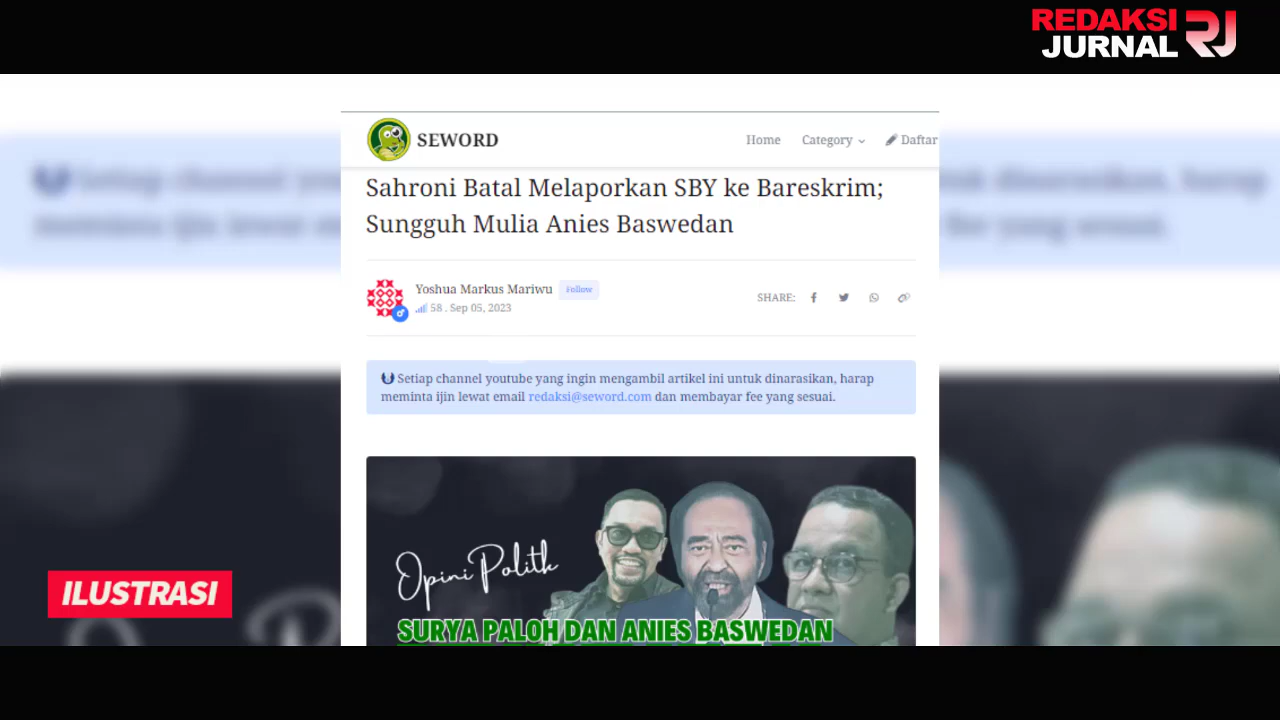 REDAKSI
JURNAL RJ
SEWORD
Home Category Daftar
Sahroni Batal Melaporkan SBY ke Bareskrim;
Sungguh Mulia Anies Baswedan
Yoshua Markus Mariwu Follow
58 . Sep 05, 2023
SHARE:
Setiap channel youtube yang ingin mengambil artikel ini untuk dinarasikan, harap
meminta ijin lewat email redaksi@seword.com dan membayar fee yang sesuai.
Opini Politk
SURYA PALOH DAN ANIES BASWEDAN
ILUSTRASI